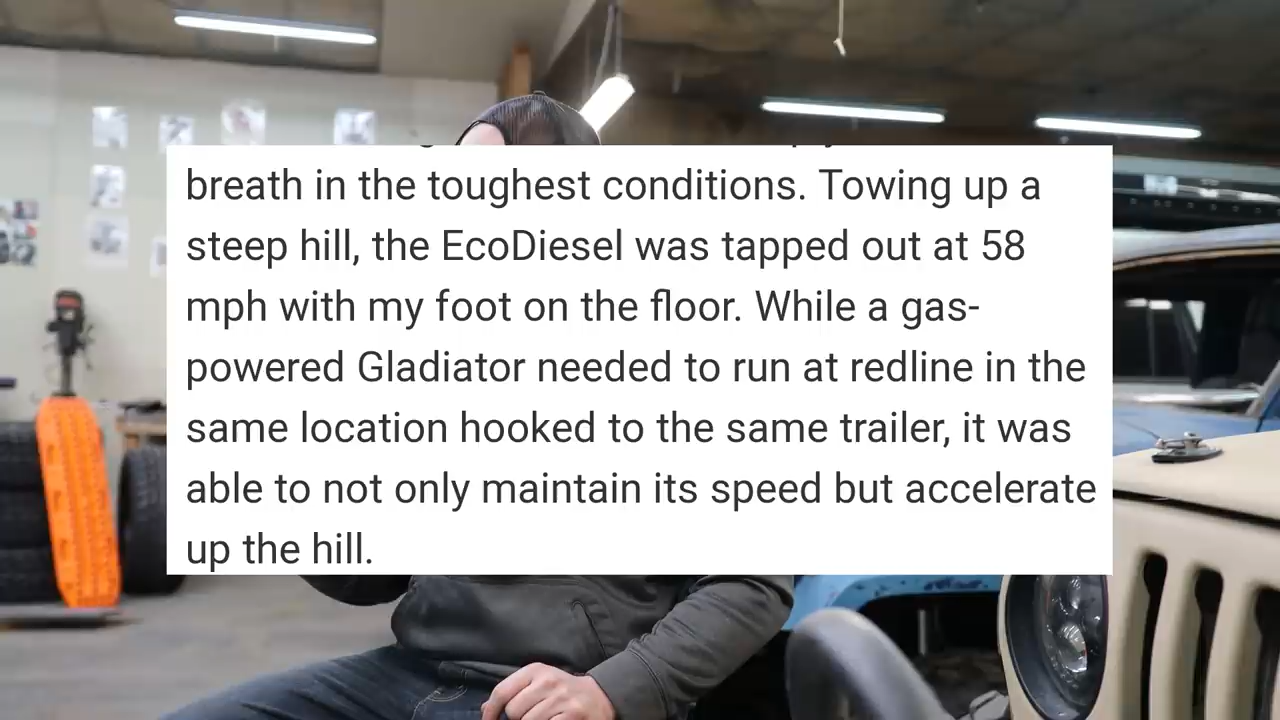 breath in the toughest conditions. Towing up a
steep hill, the EcoDiesel was tapped out at 58
mph with my foot on the floor. While a gas-
powered Gladiator needed to run at redline in the
same location hooked to the same trailer, it was
able to not only maintain its speed but accelerate
up the hill.